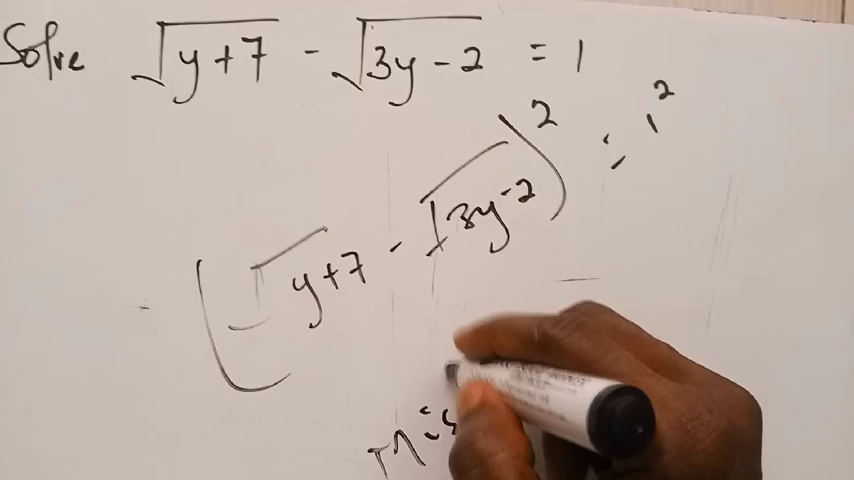 Solve √(y+7) - √(3y-2) = 1
(√(y+7) - √(3y-2))² = 1²